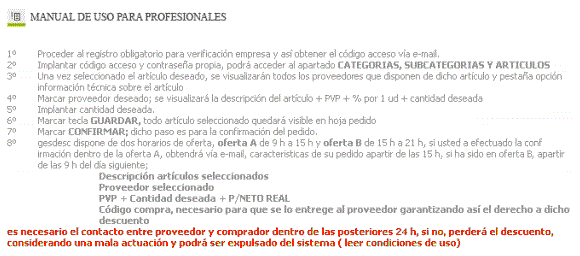 MANUAL DE USO PARA PROFESIONALES
1º Proceder al registro obligatorio para verificación empresa y así obtener el código acceso vía e-mail.
2º Implantar código acceso y contraseña propia, podrá acceder al apartado CATEGORIAS, SUBCATEGORIAS Y ARTICULOS
3º Una vez seleccionado el artículo deseado, se visualizarán todos los proveedores que disponen de dicho artículo y pestaña opción
información técnica sobre el artículo
4º Marcar proveedor deseado; se visualizará la descripción del artículo + PVP + % por 1 ud + cantidad deseada
5º Implantar cantidad deseada.
6º Marcar tecla GUARDAR, todo artículo seleccionado quedará visible en hoja pedido
7º Marcar CONFIRMAR; dicho paso es para la confirmación del pedido.
8º gesdesc dispone de dos horarios de oferta, oferta A de 9 h a 15 h y oferta B de 15 h a 21 h, si usted a efectuado la conf
irmación dentro de la oferta A, obtendrá vía e-mail, caracteristicas de su pedido apartir de las 15 h, si ha sido en oferta B, apartir
de las 9 h del día siguiente;
Descripción artículos seleccionados
Proveedor seleccionado
PVP + Cantidad deseada + P/NETO REAL
Código compra, necesario para que se lo entrege al proveedor garantizando así el derecho a dicho
descuento
es necesario el contacto entre proveedor y comprador dentro de las posteriores 24 h, si no, perderá el descuento,
considerando una mala actuación y podrá ser expulsado del sistema ( leer condiciones de uso)